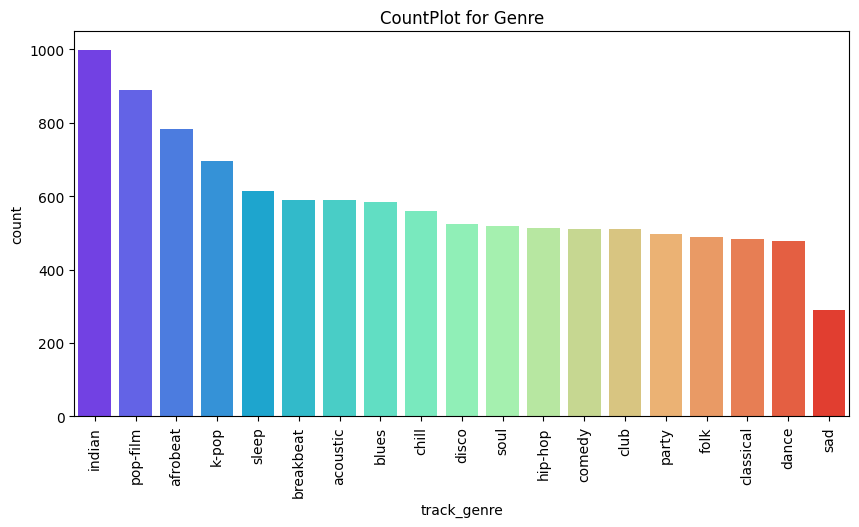 CountPlot for Genre
1000
800
600
400
200
0
count
indian
pop-film
afrobeat
k-pop
sleep
breakbeat
acoustic
blues
chill
disco
soul
hip-hop
comedy
club
party
folk
classical
dance
sad
track_genre